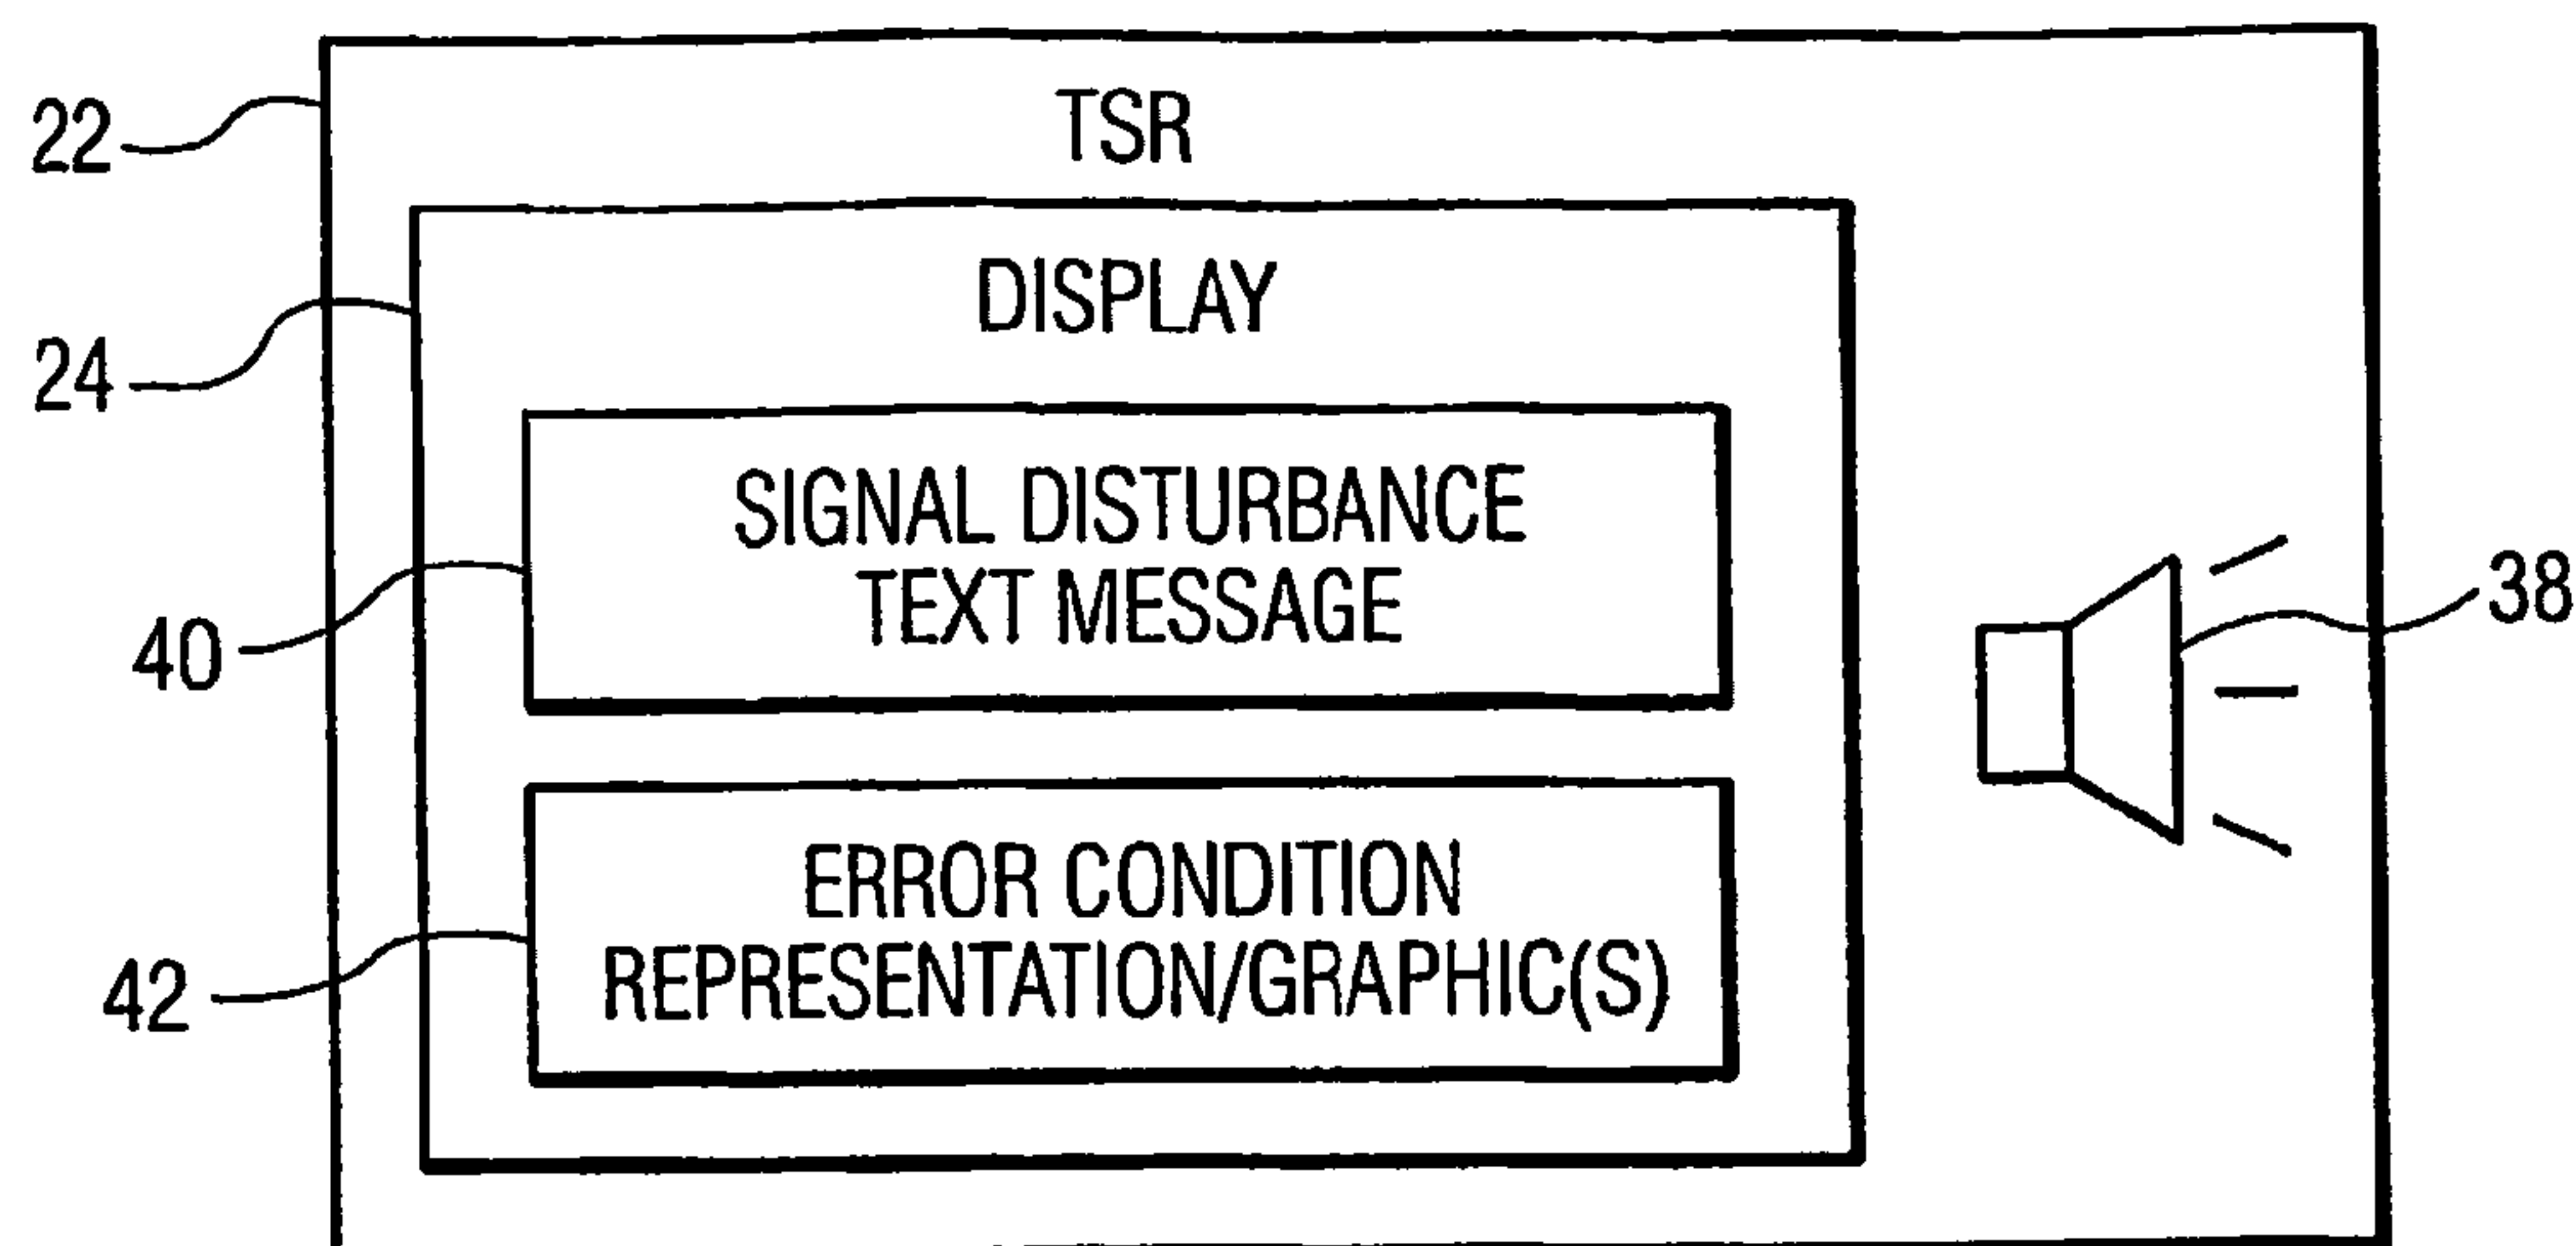 TSR
22
DISPLAY
24
SIGNAL DISTURBANCE
TEXT MESSAGE
40
38
ERROR CONDITION
REPRESENTATION/GRAPHIC(S)
42